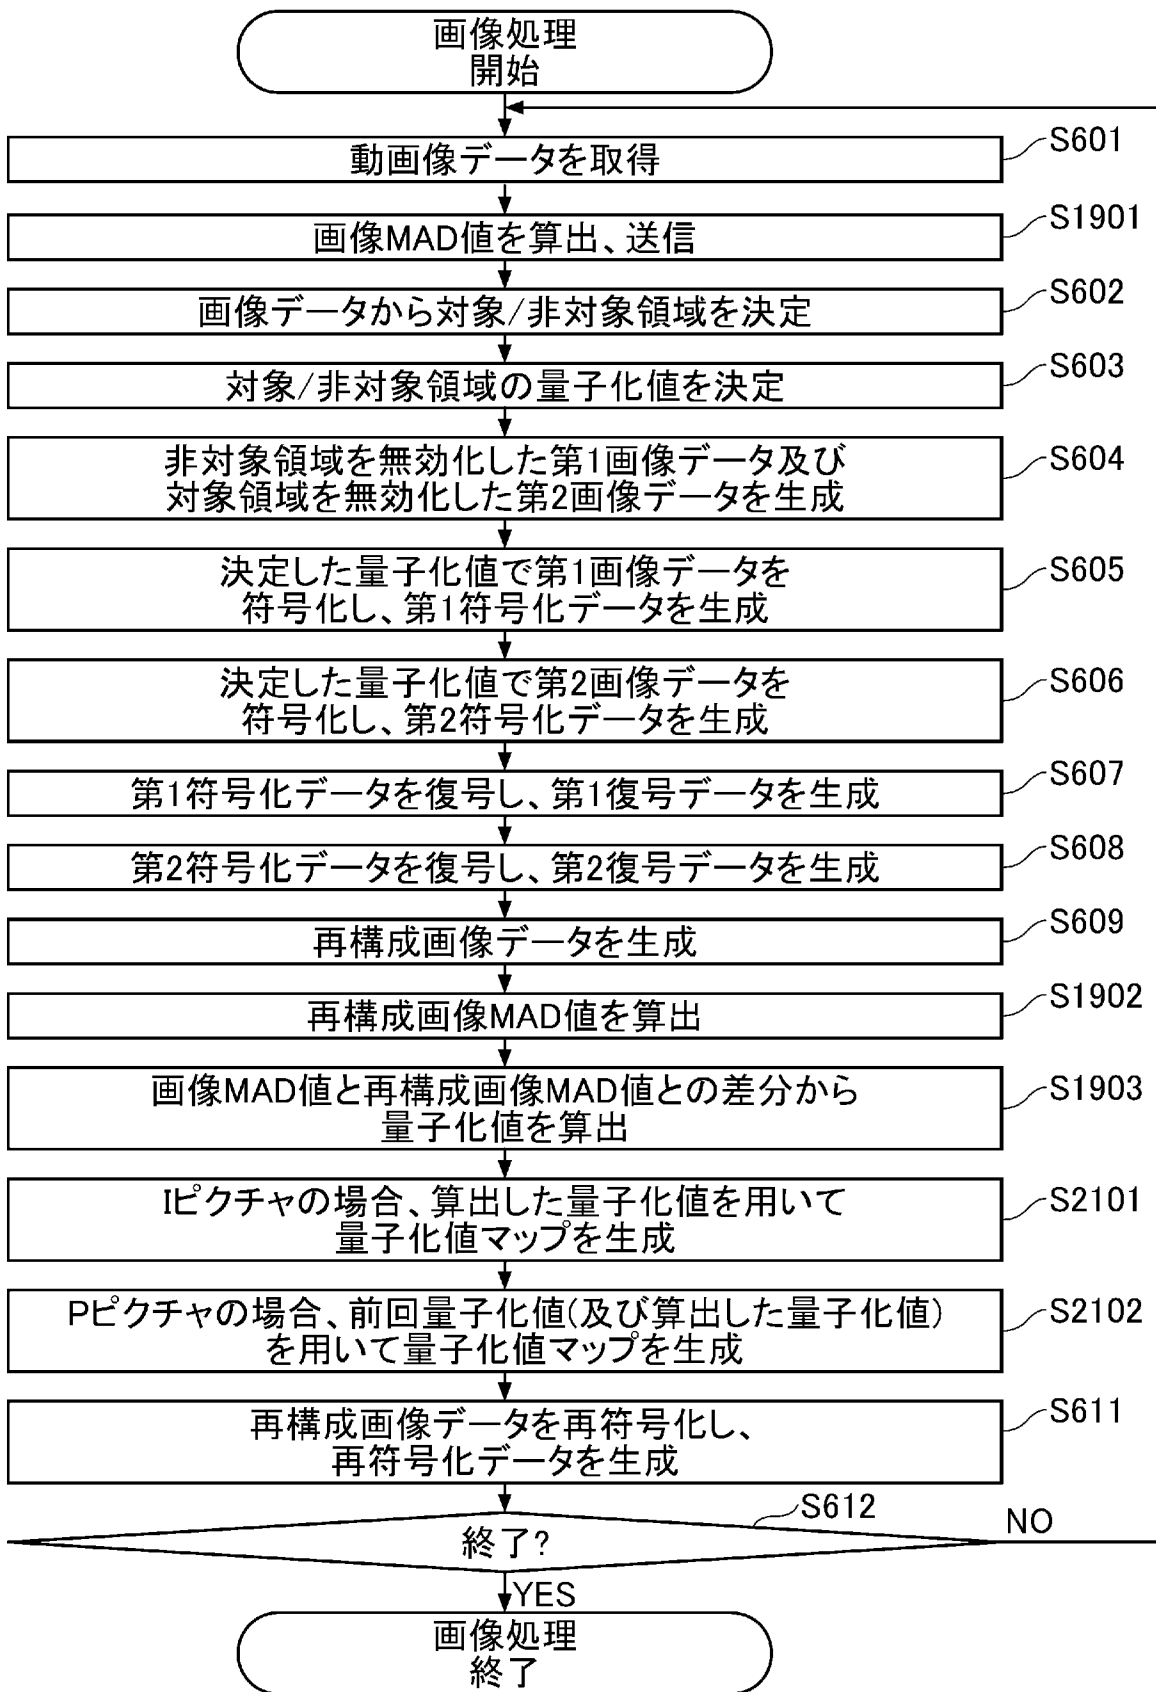 画像処理
開始
動画像データを取得
S601
画像MAD値を算出、送信
S1901
画像データから対象/非対象領域を決定
S602
対象/非対象領域の量子化値を決定
S603
非対象領域を無効化した第1画像データ及び
対象領域を無効化した第2画像データを生成
S604
決定した量子化値で第1画像データを
符号化し、第1符号化データを生成
S605
決定した量子化値で第2画像データを
符号化し、第2符号化データを生成
S606
第1符号化データを復号し、第1復号データを生成
S607
第2符号化データを復号し、第2復号データを生成
S608
再構成画像データを生成
S609
再構成画像MAD値を算出
S1902
画像MAD値と再構成画像MAD値との差分から
量子化値を算出
S1903
Iピクチャの場合、算出した量子化値を用いて
量子化値マップを生成
S2101
Pピクチャの場合、前回量子化値(及び算出した量子化値)
を用いて量子化値マップを生成
S2102
再構成画像データを再符号化し、
再符号化データを生成
S611
終了?
S612
NO
YES
画像処理
終了